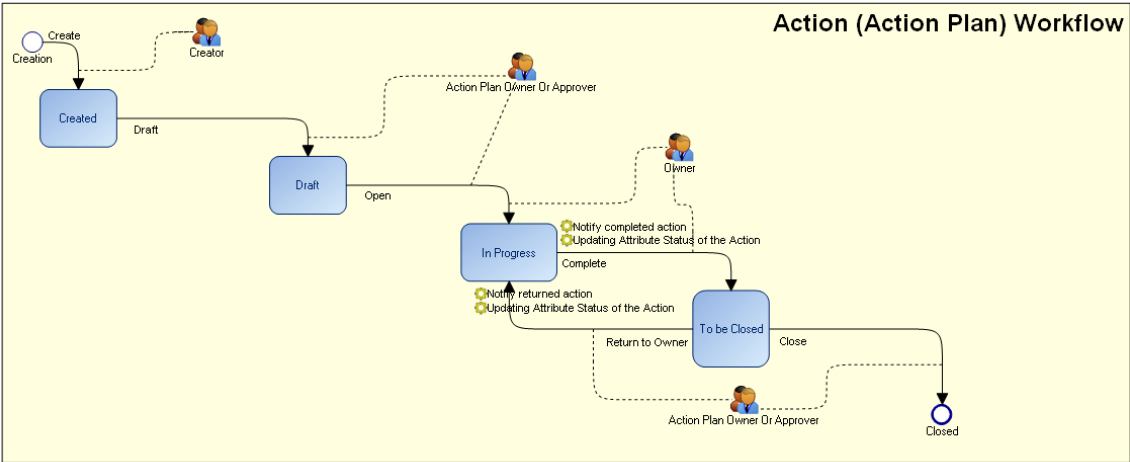 Action (Action Plan) Workflow
Create
Creation
Creator
Action Plan Owner Or Approver
Created
Draft
Draft
Open
Owner
Notify completed action
Updating Attribute Status of the Action
In Progress
Complete
Notify returned action
Updating Attribute Status of the Action
To be Closed
Return to Owner
Close
Action Plan Owner Or Approver
Closed